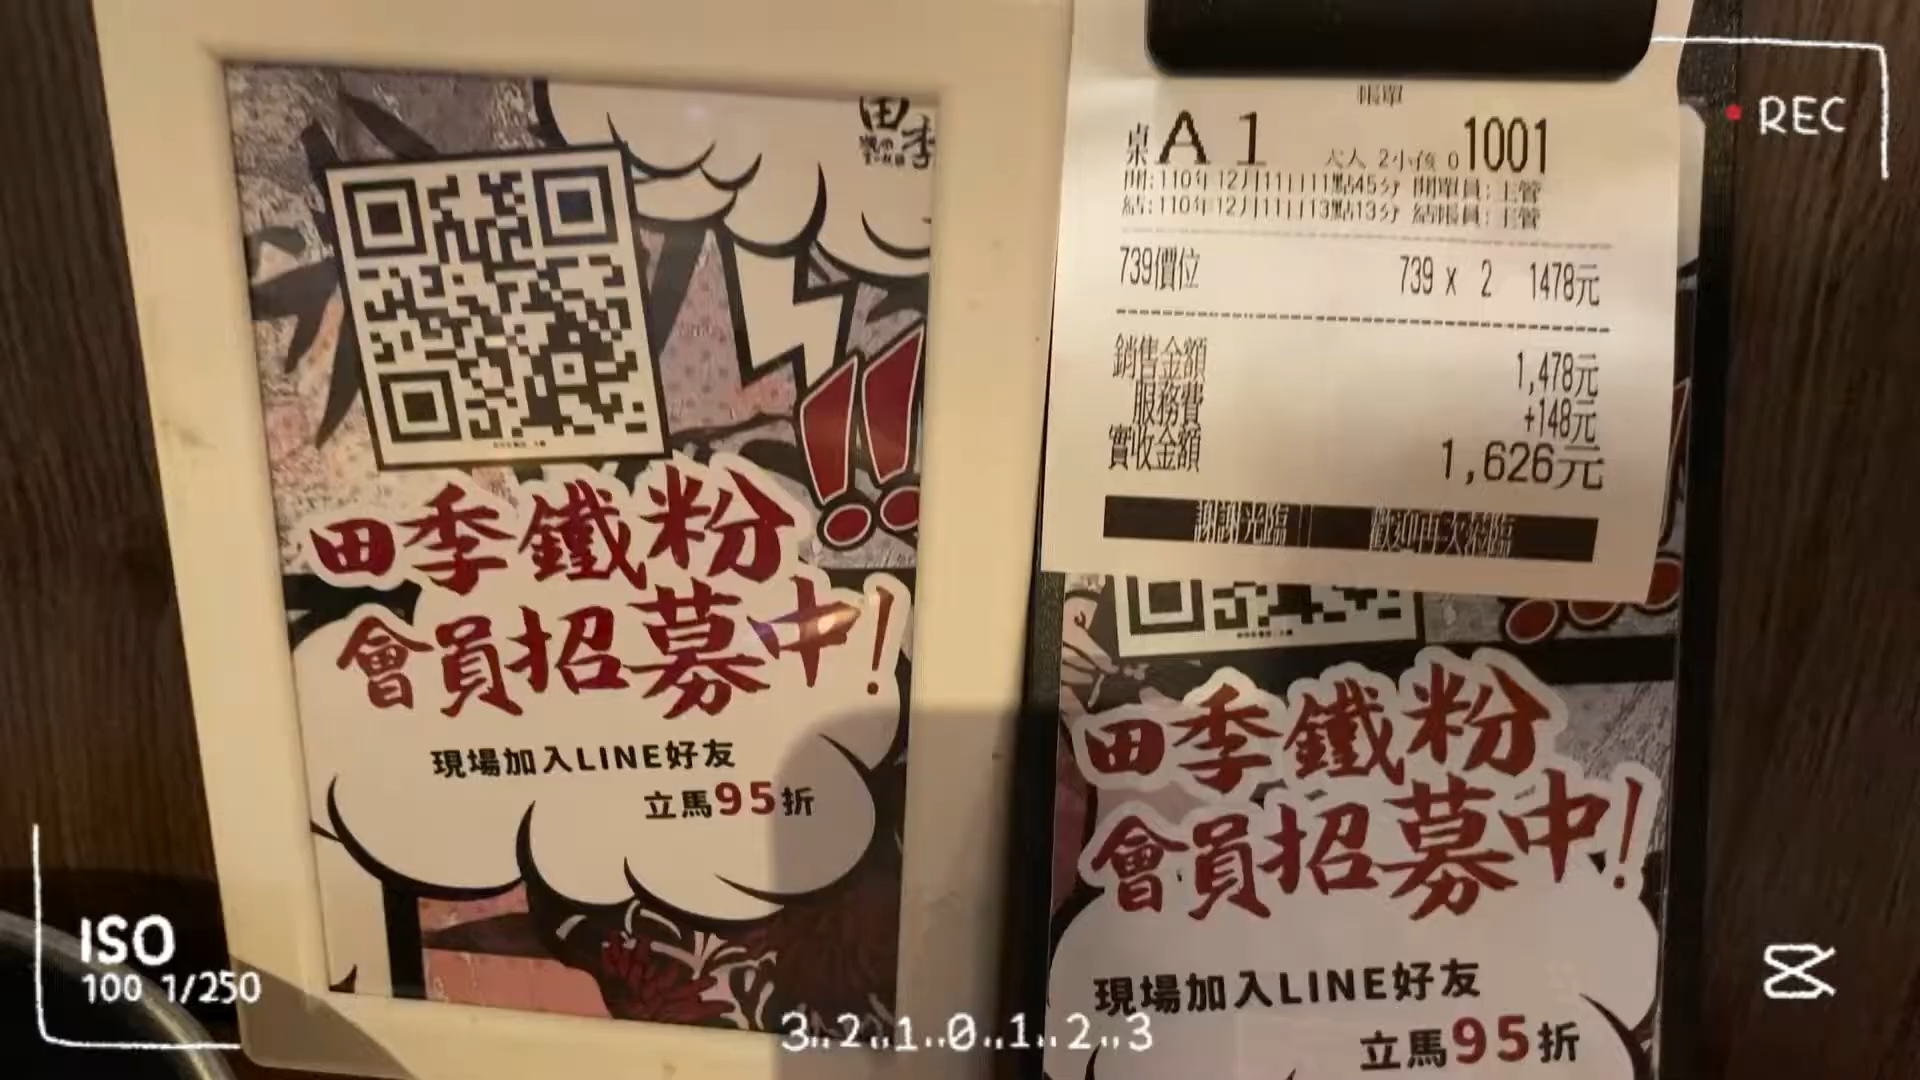 田季
田季鐵粉
會員招募中!
現場加入LINE好友
立馬95折
帳單
桌A1 大人 2小孩 0 1001
開:110年12月11日11點45分 開單員:主管
結:110年12月11日13點13分 結帳員:主管
739價位 739 x 2 1478元
銷售金額 1,478元
服務費 +148元
實收金額 1,626元
謝謝光臨 歡迎再次來臨
田季鐵粉
會員招募中!
現場加入LINE好友
立馬95折
REC
ISO
100 1/250
3..2..1..0..1..2..3